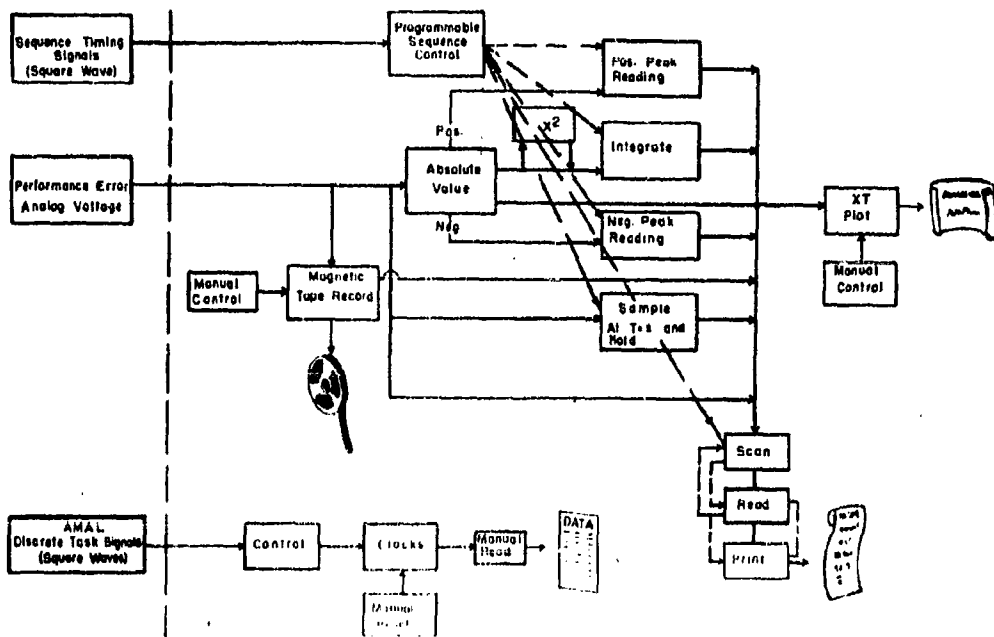 Sequence Timing
Signals
(Square Wave)
Programmable
Sequence
Control
Pos. Peak
Reading
X²
Pos.
Integrate
Performance Error
Analog Voltage
Absolute
Value
Neg
Neg. Peak
Reading
XT
Plot
Manual
Control
Manual
Control
Magnetic
Tape Record
Sample
At and
Hold
Scan
Read
Print
AMAL
Discrete Task Signals
(Square Waves)
Control
Clocks
Manual
Read
DATA
Manual